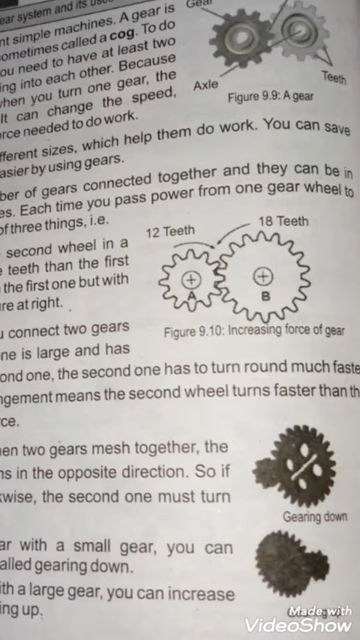 ear system and its uses
nt simple machines. A gear is
ometimes called a cog. To do
ou need to have at least two
ing into each other. Because
when you turn one gear, the
It can change the speed,
orce needed to do work.
Gear
Axle
Teeth
Figure 9.9: A gear
fferent sizes, which help them do work. You can save
asier by using gears.
ber of gears connected together and they can be in
es. Each time you pass power from one gear wheel to
of three things, i.e.
second wheel in a
teeth than the first
the first one but with
re at right.
12 Teeth
18 Teeth
A
B
Figure 9.10: Increasing force of gear
u connect two gears
ne is large and has
ond one, the second one has to turn round much faste
ngement means the second wheel turns faster than th
ce.
en two gears mesh together, the
ns in the opposite direction. So if
kwise, the second one must turn
Gearing down
ar with a small gear, you can
alled gearing down.
ith a large gear, you can increase
ing up.
Made with
VideoShow